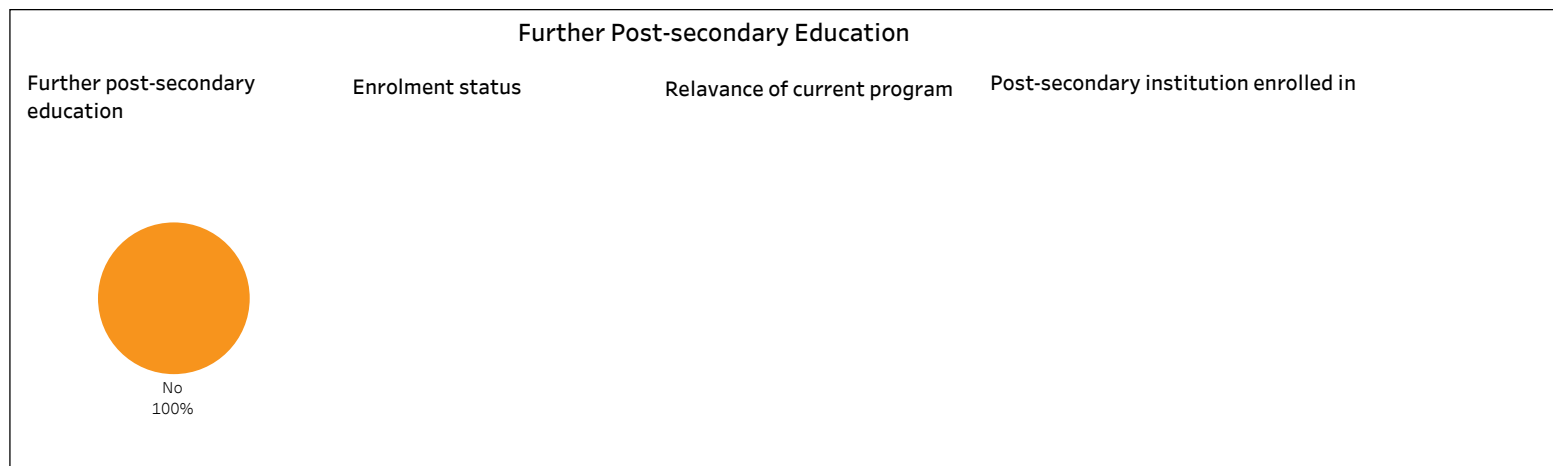 Further Post-secondary Education
Further post-secondary
education
Enrolment status
Relavance of current program
Post-secondary institution enrolled in
No
100%